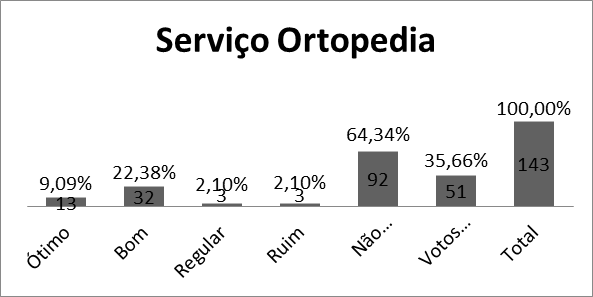 Serviço Ortopedia
100,00%
64,34%
35,66%
22,38%
9,09%
2,10%
2,10%
13
32
3
3
92
51
143
Ótimo
Bom
Regular
Ruim
Não...
Votos...
Total